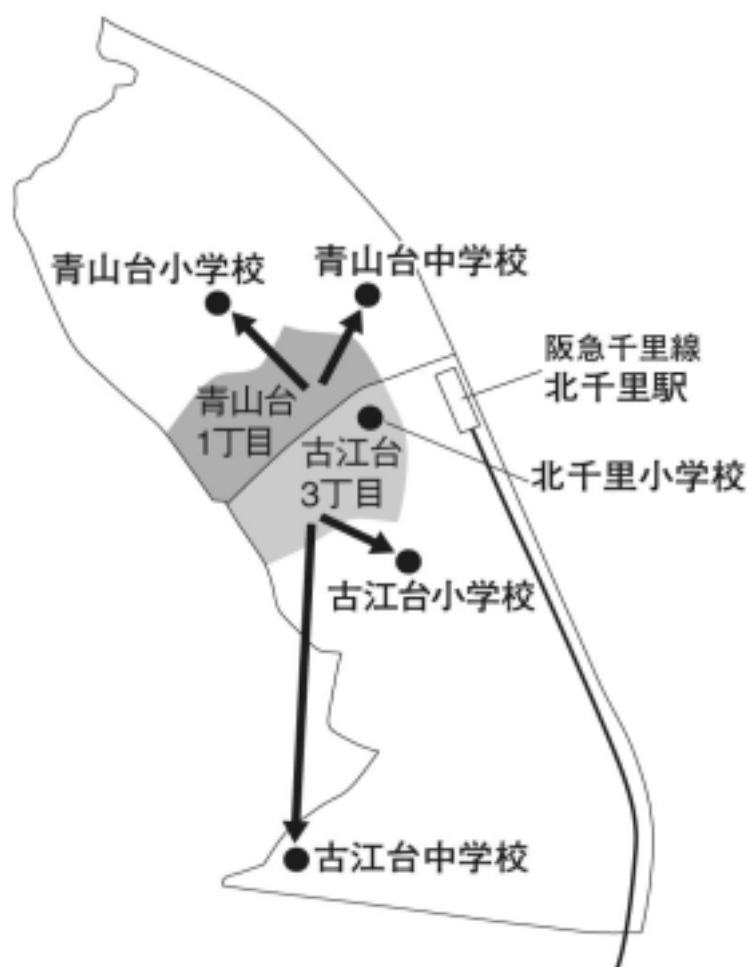 青山台小学校
青山台中学校
阪急千里線
北千里駅
青山台
1丁目
古江台
3丁目
北千里小学校
古江台小学校
古江台中学校